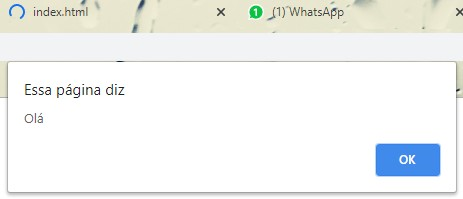 index.html
1 (1) WhatsApp
Essa página diz
Olá
OK